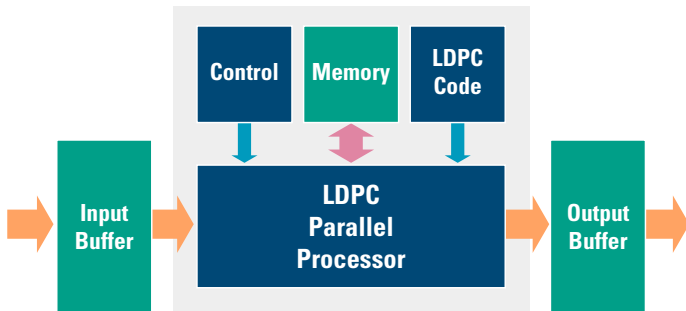 Control
Memory
LDPC
Code
Input
Buffer
LDPC
Parallel
Processor
Output
Buffer